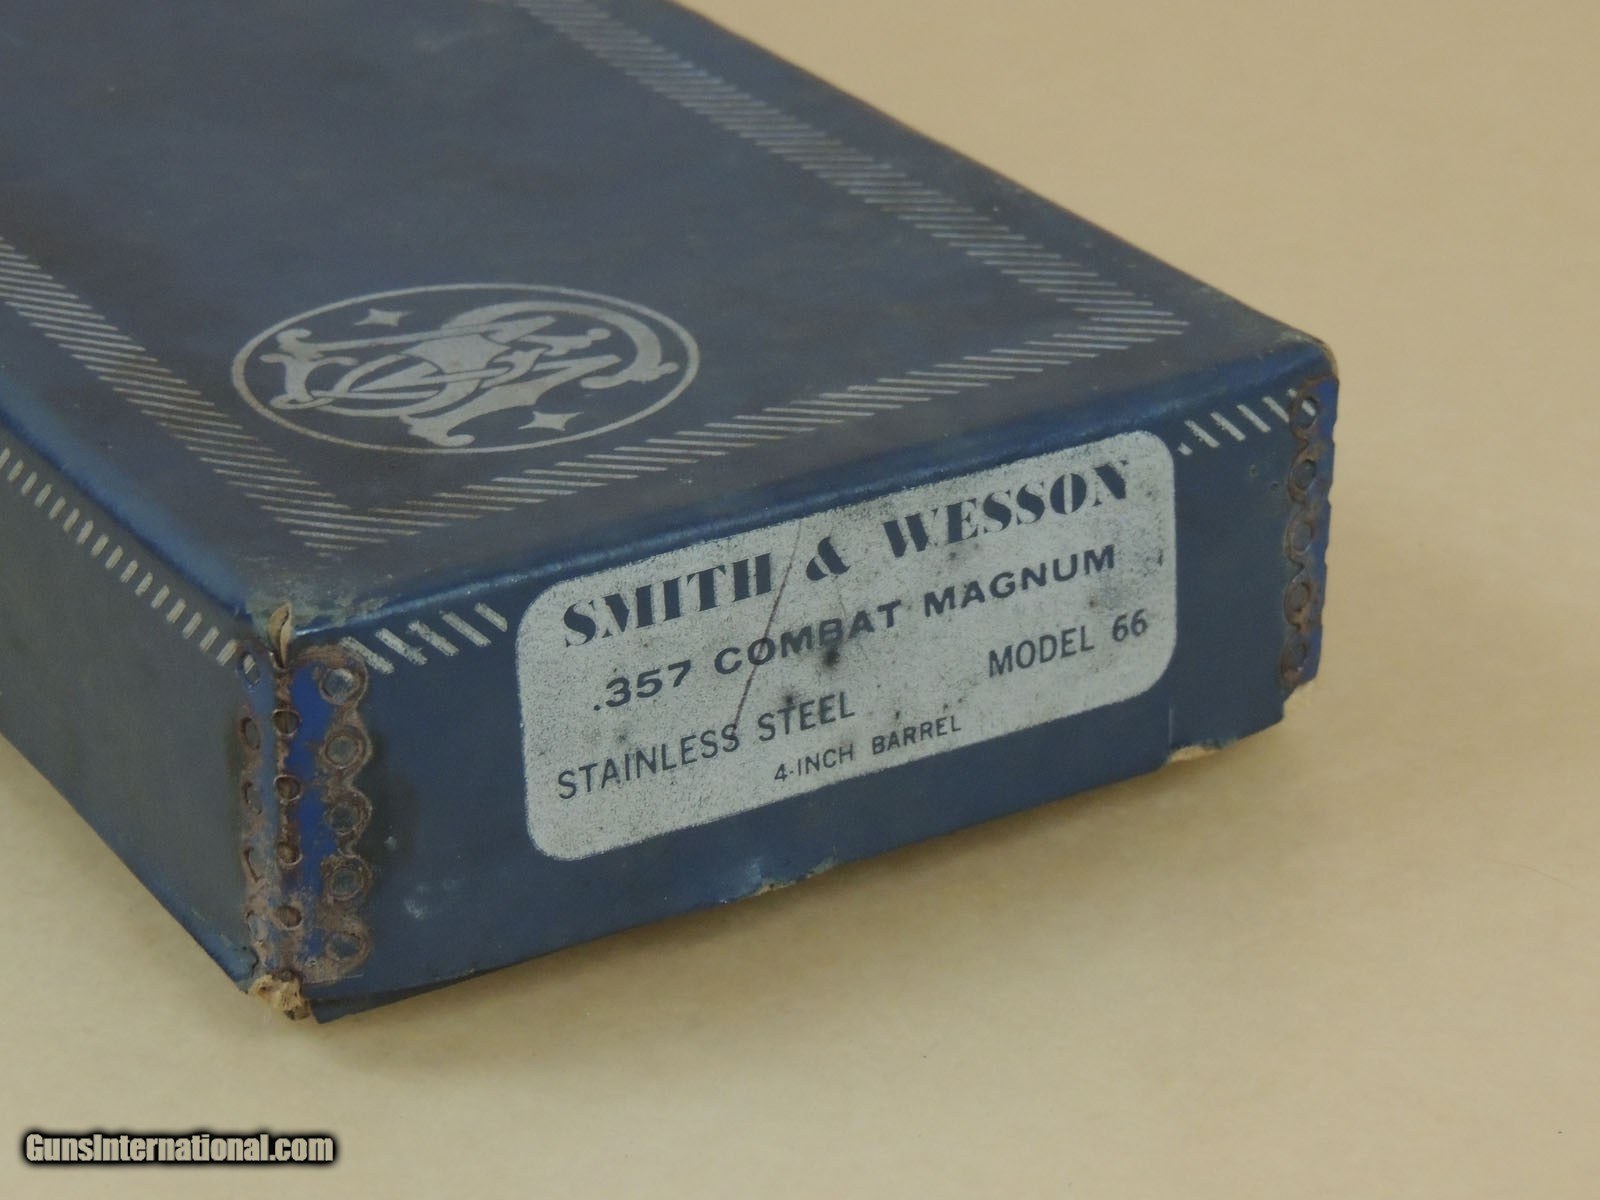 SMITH & WESSON
.357 COMBAT MAGNUM
STAINLESS STEEL MODEL 66
4-INCH BARREL
GunsInternational.com